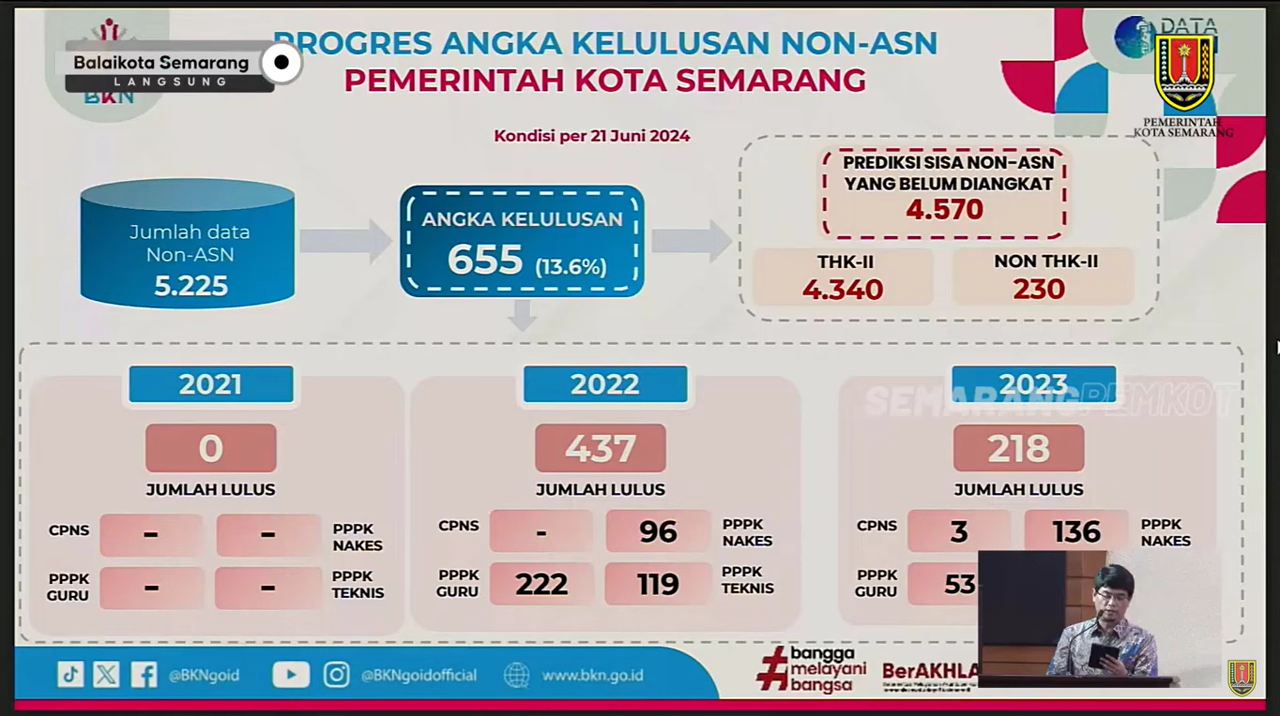 PROGRES ANGKA KELULUSAN NON-ASN
PEMERINTAH KOTA SEMARANG
Balaikota Semarang
LANGSUNG
BKN
DATA
PEMERINTAH
KOTA SEMARANG
Kondisi per 21 Juni 2024
Jumlah data
Non-ASN
5.225
ANGKA KELULUSAN
655 (13.6%)
PREDIKSI SISA NON-ASN
YANG BELUM DIANGKAT
4.570
THK-II
4.340
NON THK-II
230
2021
0
JUMLAH LULUS
CPNS
-
-
PPPK
NAKES
PPPK
GURU
-
-
PPPK
TEKNIS
2022
437
JUMLAH LULUS
CPNS
-
96
PPPK
NAKES
PPPK
GURU
222
119
PPPK
TEKNIS
2023
SEMARANGPEMKOT
218
JUMLAH LULUS
CPNS
3
136
PPPK
NAKES
PPPK
GURU
53
@BKNgoid
@BKNgoidofficial
www.bkn.go.id
#bangga
melayani
bangsa
BerAKHLA